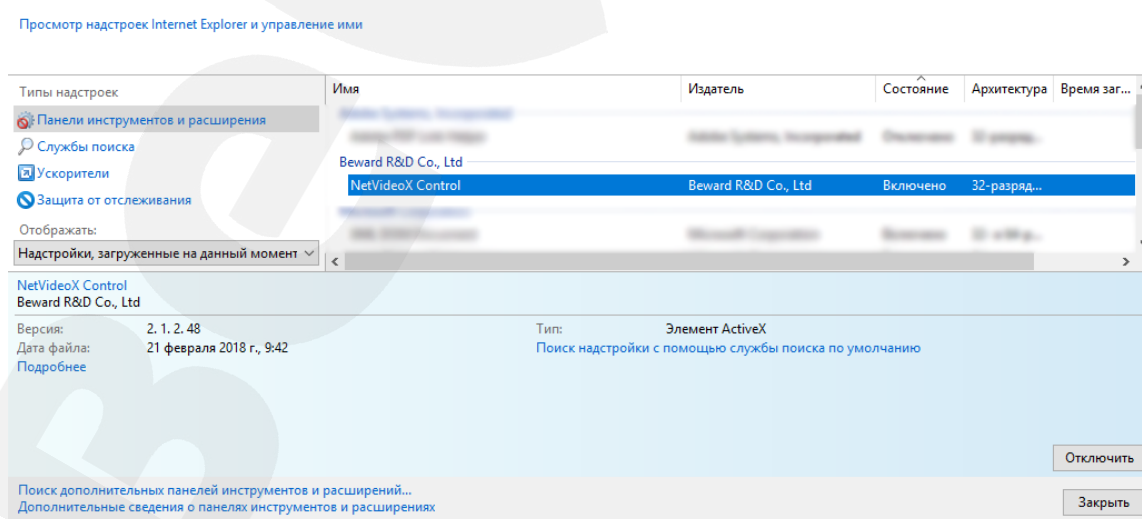 Просмотр надстроек Internet Explorer и управление ими
Типы надстроек
Панели инструментов и расширения
Службы поиска
Ускорители
Защита от отслеживания
Отображать:
Надстройки, загруженные на данный момент
Имя Издатель Состояние Архитектура Время заг...
Beward R&D Co., Ltd
NetVideoX Control Beward R&D Co., Ltd Включено 32-разряд...
NetVideoX Control
Beward R&D Co., Ltd
Версия: 2. 1. 2. 48
Дата файла: 21 февраля 2018 г., 9:42
Подробнее
Тип: Элемент ActiveX
Поиск надстройки с помощью службы поиска по умолчанию
Отключить
Поиск дополнительных панелей инструментов и расширений...
Дополнительные сведения о панелях инструментов и расширениях
Закрыть